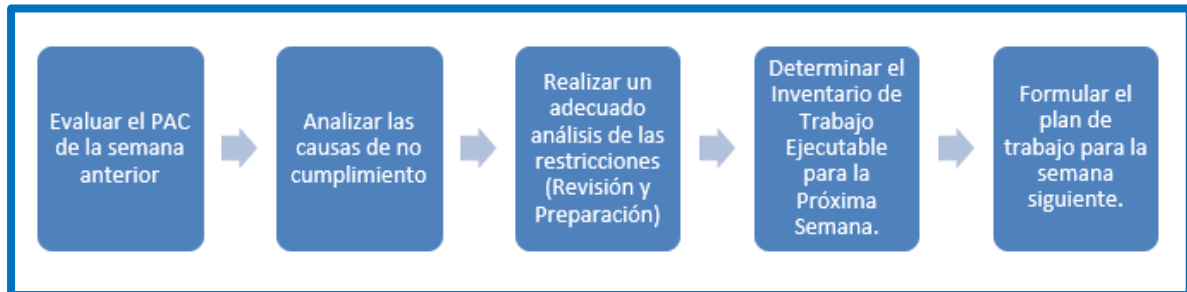 Evaluar el PAC
de la semana
anterior
Analizar las
causas de no
cumplimiento
Realizar un
adecuado
análisis de las
restricciones
(Revisión y
Preparación)
Determinar el
Inventario de
Trabajo
Ejecutable
para la
Próxima
Semana.
Formular el
plan de
trabajo para la
semana
siguiente.